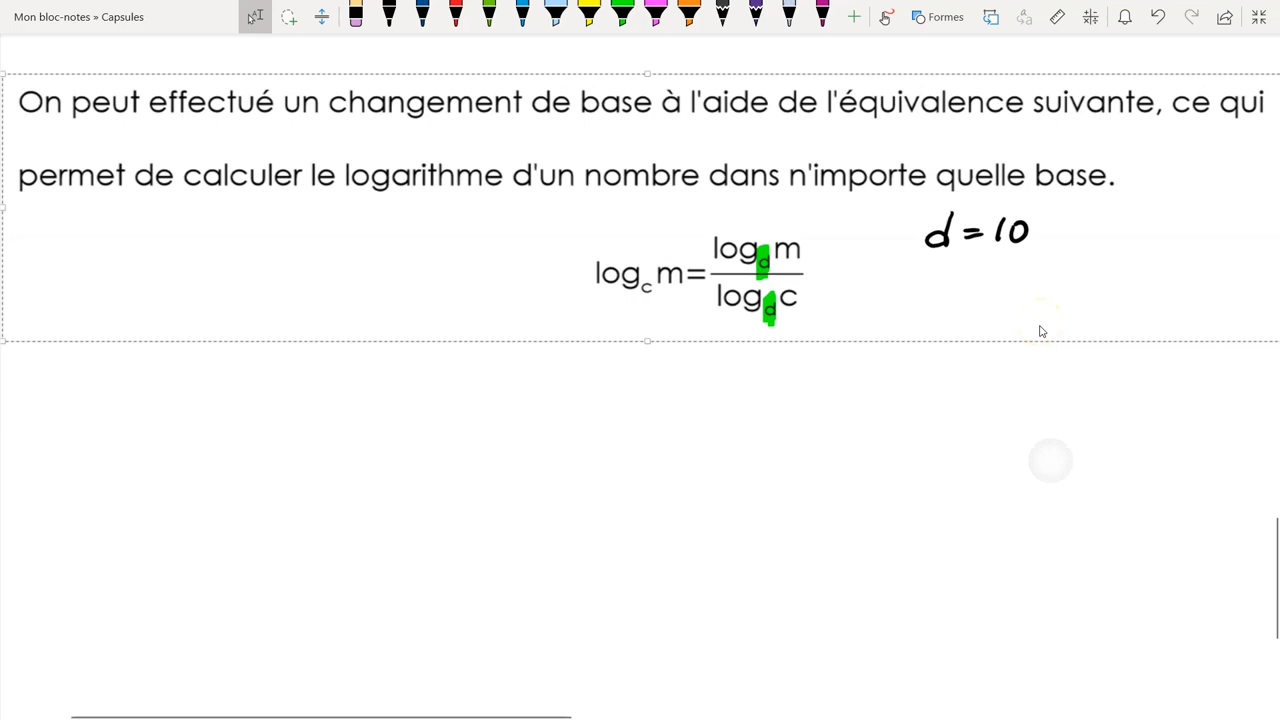 Mon bloc-notes » Capsules
Formes
On peut effectué un changement de base à l'aide de l'équivalence suivante, ce qui
permet de calculer le logarithme d'un nombre dans n'importe quelle base.
d = 10
log_c m = log_d m / log_d c